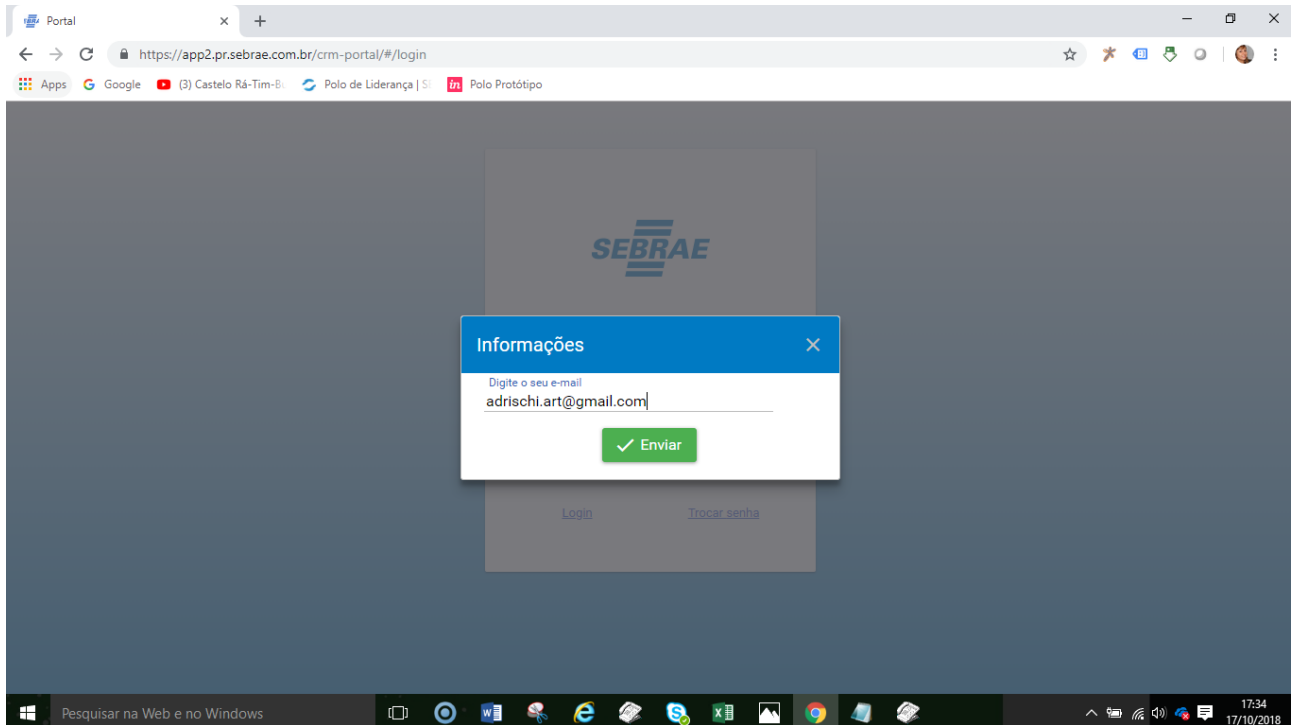 Portal
https://app2.pr.sebrae.com.br/crm-portal/#/login
Apps Google (3) Castelo Rá-Tim-B Polo de Liderança | S in Polo Protótipo
SEBRAE
Informações
Digite o seu e-mail
adrischi.art@gmail.com
Enviar
Login Trocar senha
Pesquisar na Web e no Windows
17:34
17/10/2018